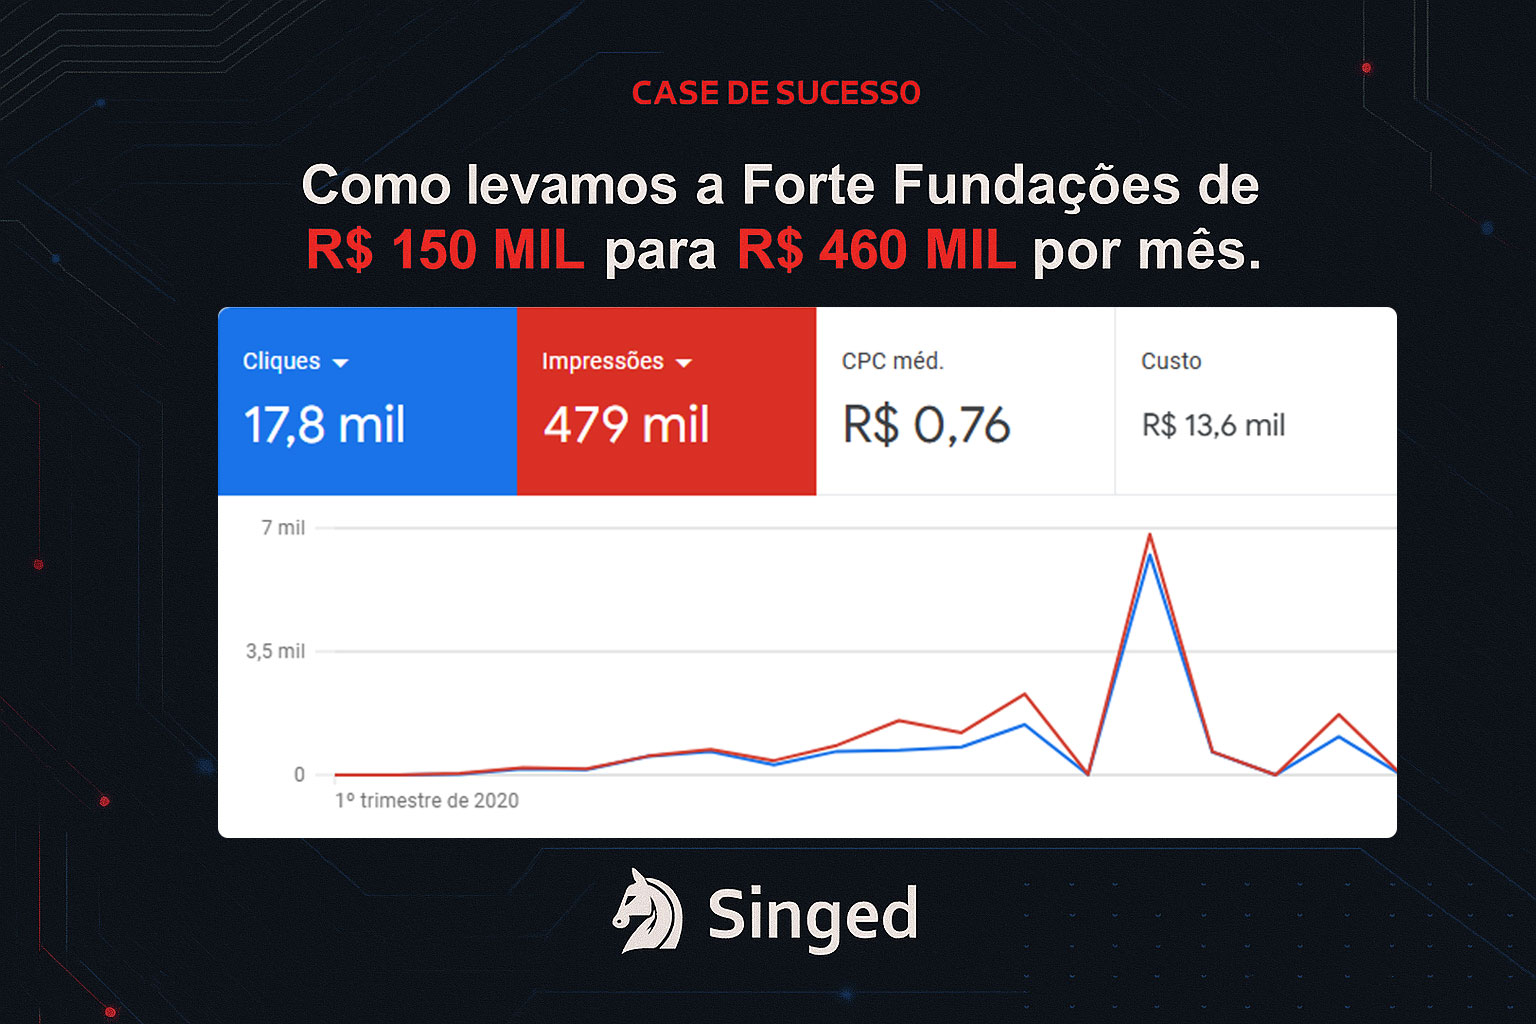 CASE DE SUCESSO
Como levamos a Forte Fundações de
R$ 150 MIL para R$ 460 MIL por mês.
Cliques
Impressões
CPC méd.
Custo
17,8 mil
479 mil
R$ 0,76
R$ 13,6 mil
7 mil
3,5 mil
0
1º trimestre de 2020
Singed